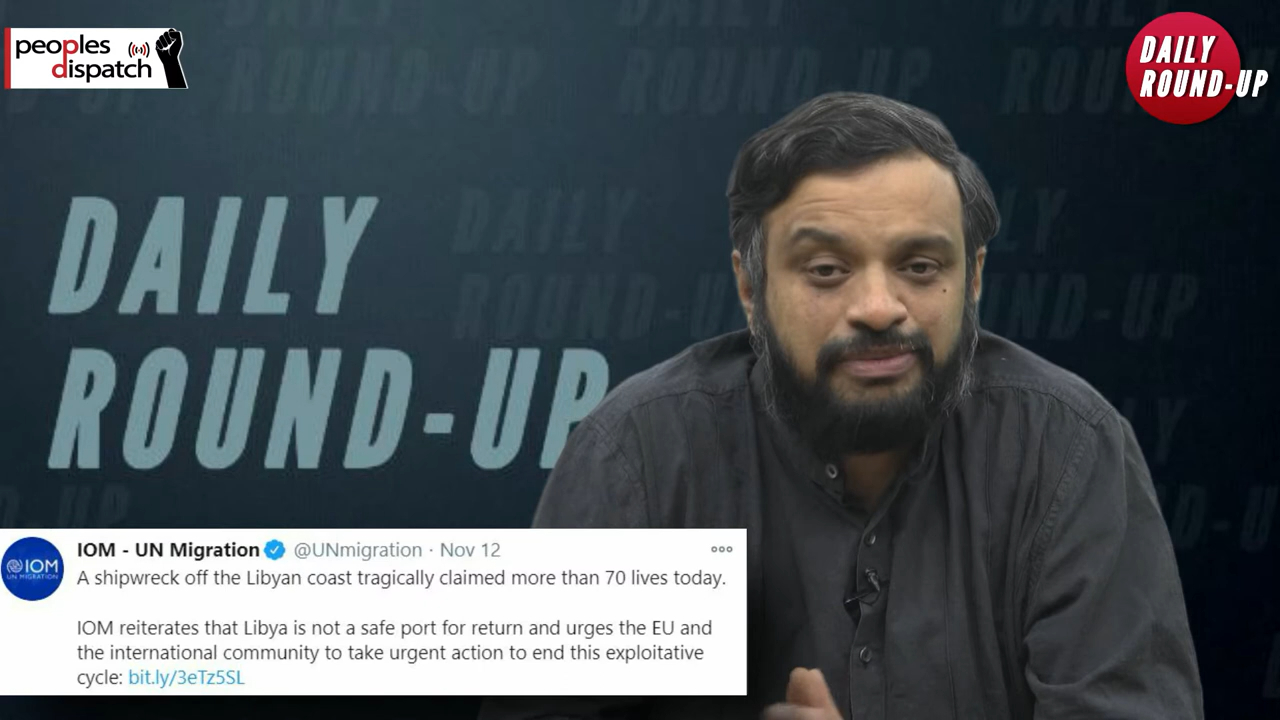 peoples
dispatch
DAILY
ROUND-UP
DAILY
ROUND-UP
IOM - UN Migration @UNmigration · Nov 12
IOM
UN MIGRATION
A shipwreck off the Libyan coast tragically claimed more than 70 lives today.
IOM reiterates that Libya is not a safe port for return and urges the EU and
the international community to take urgent action to end this exploitative
cycle: bit.ly/3eTz5SL